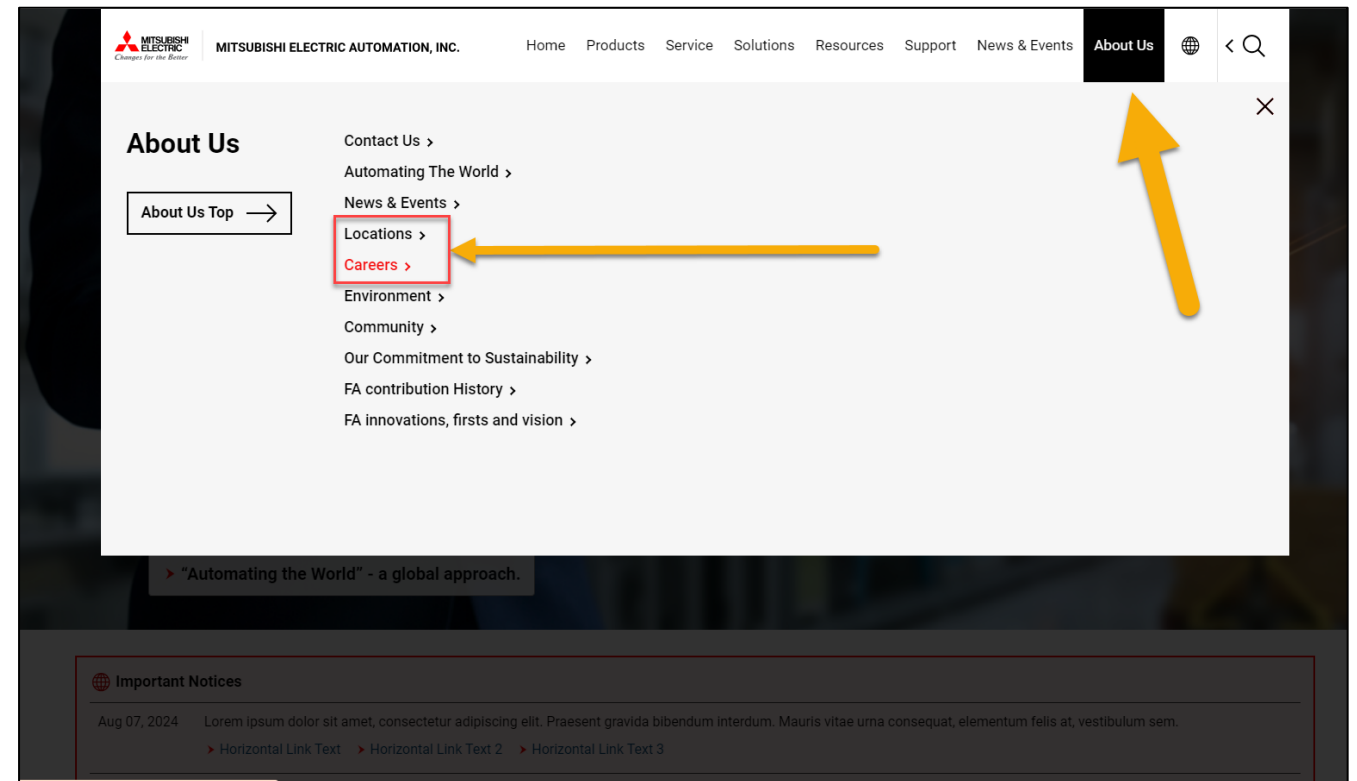 MITSUBISHI
ELECTRIC
Changes for the Better
MITSUBISHI ELECTRIC AUTOMATION, INC.
Home Products Service Solutions Resources Support News & Events About Us
About Us
About Us Top
Contact Us
Automating The World
News & Events
Locations
Careers
Environment
Community
Our Commitment to Sustainability
FA contribution History
FA innovations, firsts and vision
"Automating the World" - a global approach.
Important Notices
Aug 07, 2024 Lorem ipsum dolor sit amet, consectetur adipiscing elit. Praesent gravida bibendum interdum. Mauris vitae urna consequat, elementum felis at, vestibulum sem.
Horizontal Link Text Horizontal Link Text 2 Horizontal Link Text 3